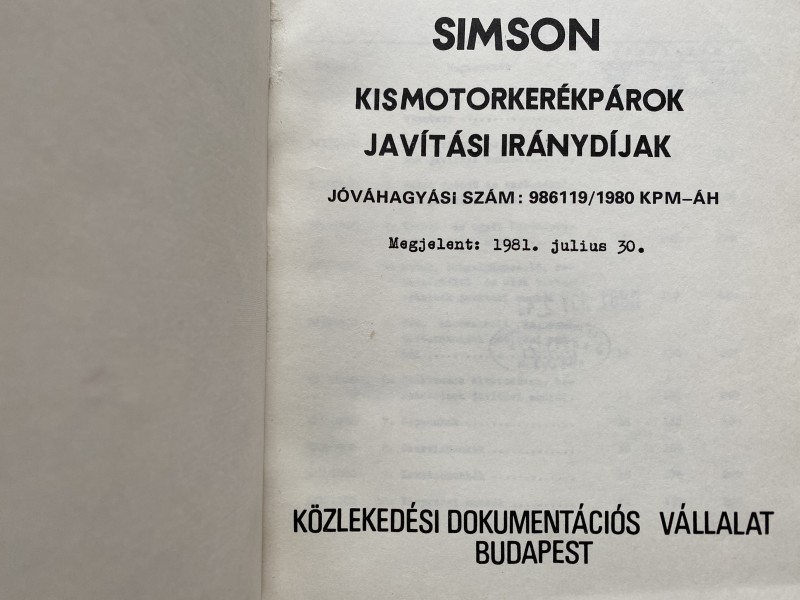 SIMSON
KISMOTORKERÉKPÁROK
JAVÍTÁSI IRÁNYDÍJAK
JÓVÁHAGYÁSI SZÁM: 986119/1980 KPM–ÁH
Megjelent: 1981. julius 30.
KÖZLEKEDÉSI DOKUMENTÁCIÓS VÁLLALAT
BUDAPEST